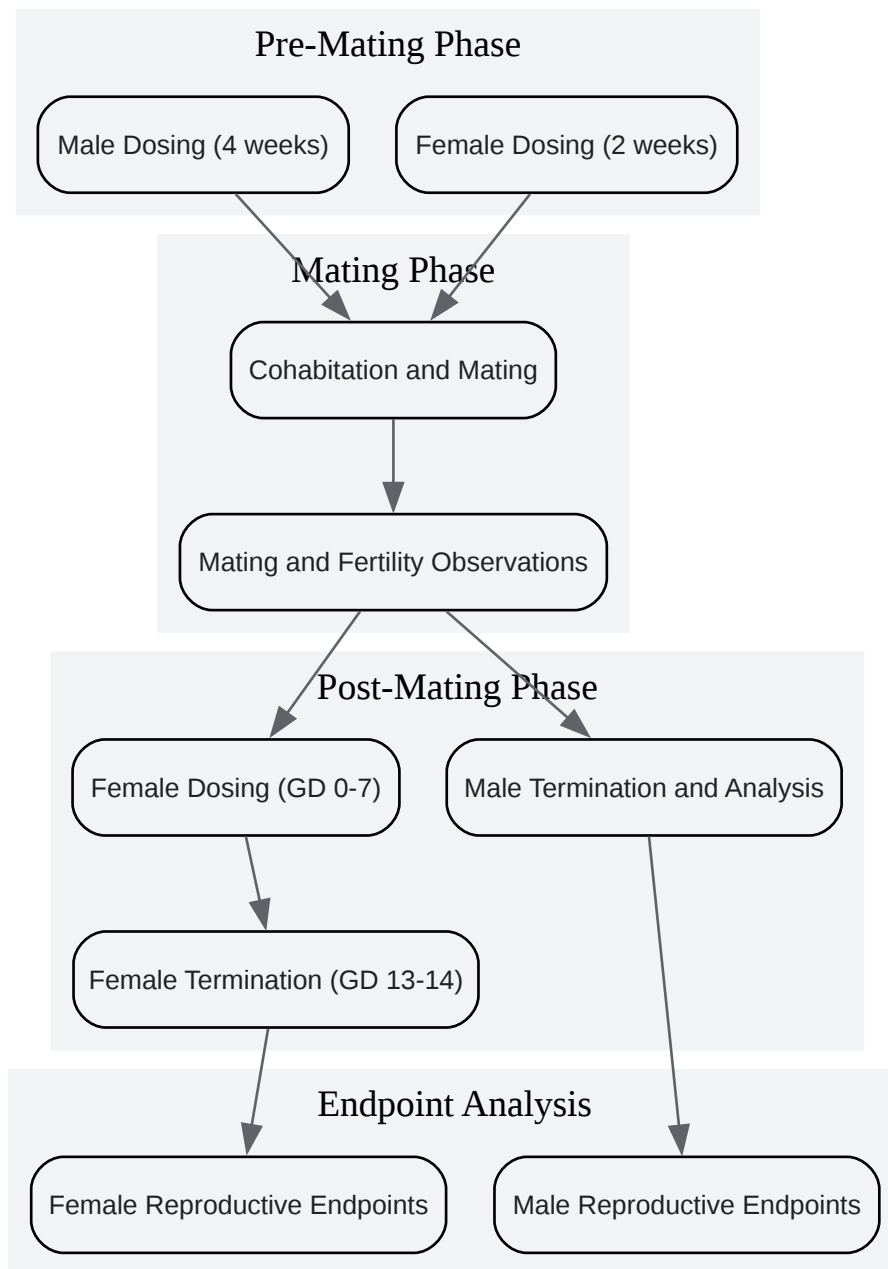 Pre-Mating Phase
Male Dosing (4 weeks)
Female Dosing (2 weeks)
Mating Phase
Cohabitation and Mating
Mating and Fertility Observations
Post-Mating Phase
Female Dosing (GD 0-7)
Male Termination and Analysis
Female Termination (GD 13-14)
Endpoint Analysis
Female Reproductive Endpoints
Male Reproductive Endpoints